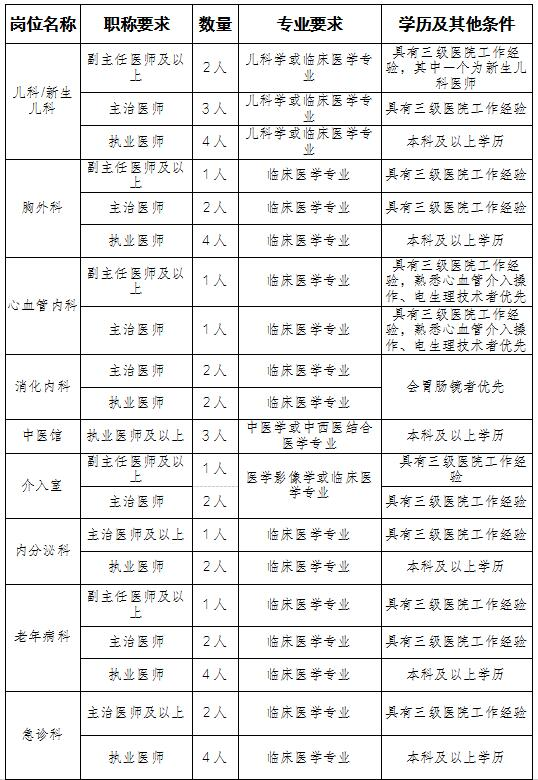 岗位名称 职称要求 数量 专业要求 学历及其他条件
儿科/新生
儿科
副主任医师及以
上
2人
儿科学或临床医学专
业
具有三级医院工作经
验，其中一个为新生儿
科医师
主治医师
3人
儿科学或临床医学专
业
具有三级医院工作经验
执业医师
4人
儿科学或临床医学专
业
本科及以上学历
胸外科
副主任医师及以
上
1人
临床医学专业
具有三级医院工作经验
主治医师
2人
临床医学专业
具有三级医院工作经验
执业医师
4人
临床医学专业
本科及以上学历
心血管内科
副主任医师及以
上
1人
临床医学专业
具有三级医院工作经
验，熟悉心血管介入操
作、电生理技术者优先
主治医师
1人
临床医学专业
具有三级医院工作经
验，熟悉心血管介入操
作、电生理技术者优先
消化内科
主治医师
2人
临床医学专业
会胃肠镜者优先
执业医师
2人
临床医学专业
中医馆
执业医师及以上
3人
中医学或中西医结合
医学专业
本科及以上学历
介入室
副主任医师及以
上
1人
医学影像学或临床医
学专业
具有三级医院工作经
验
主治医师
2人
具有三级医院工作经验
内分泌科
主治医师及以上
1人
临床医学专业
具有三级医院工作经验
执业医师
2人
临床医学专业
本科及以上学历
老年病科
副主任医师及以
上
1人
临床医学专业
具有三级医院工作经验
主治医师
2人
临床医学专业
具有三级医院工作经验
执业医师
4人
临床医学专业
本科及以上学历
急诊科
主治医师及以上
2人
临床医学专业
具有三级医院工作经验
执业医师
4人
临床医学专业
本科及以上学历